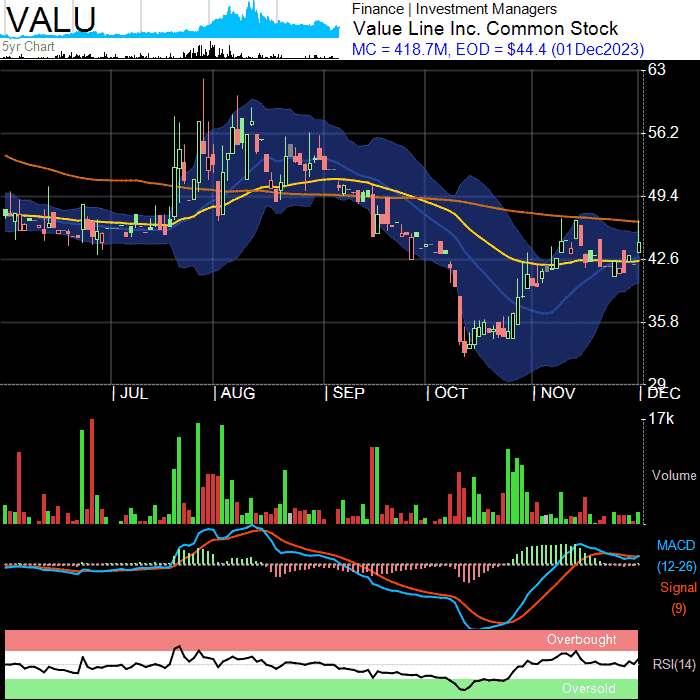 VALU
5yr Chart
Finance | Investment Managers
Value Line Inc. Common Stock
MC = 418.7M, EOD = $44.4 (01Dec2023)
63
56.2
49.4
42.6
35.8
29
| JUL
| AUG
| SEP
| OCT
| NOV
| DEC
17k
Volume
MACD
(12-26)
Signal
(9)
Overbought
RSI(14)
Oversold